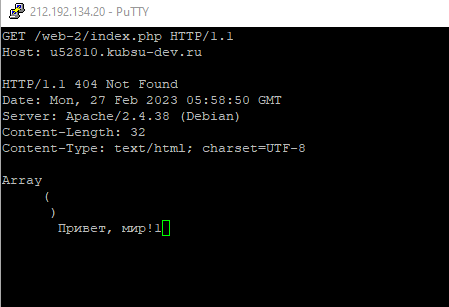 212.192.134.20 - PuTTY
GET /web-2/index.php HTTP/1.1
Host: u52810.kubsu-dev.ru
HTTP/1.1 404 Not Found
Date: Mon, 27 Feb 2023 05:58:50 GMT
Server: Apache/2.4.38 (Debian)
Content-Length: 32
Content-Type: text/html; charset=UTF-8
Array
(
)
Привет, мир!1